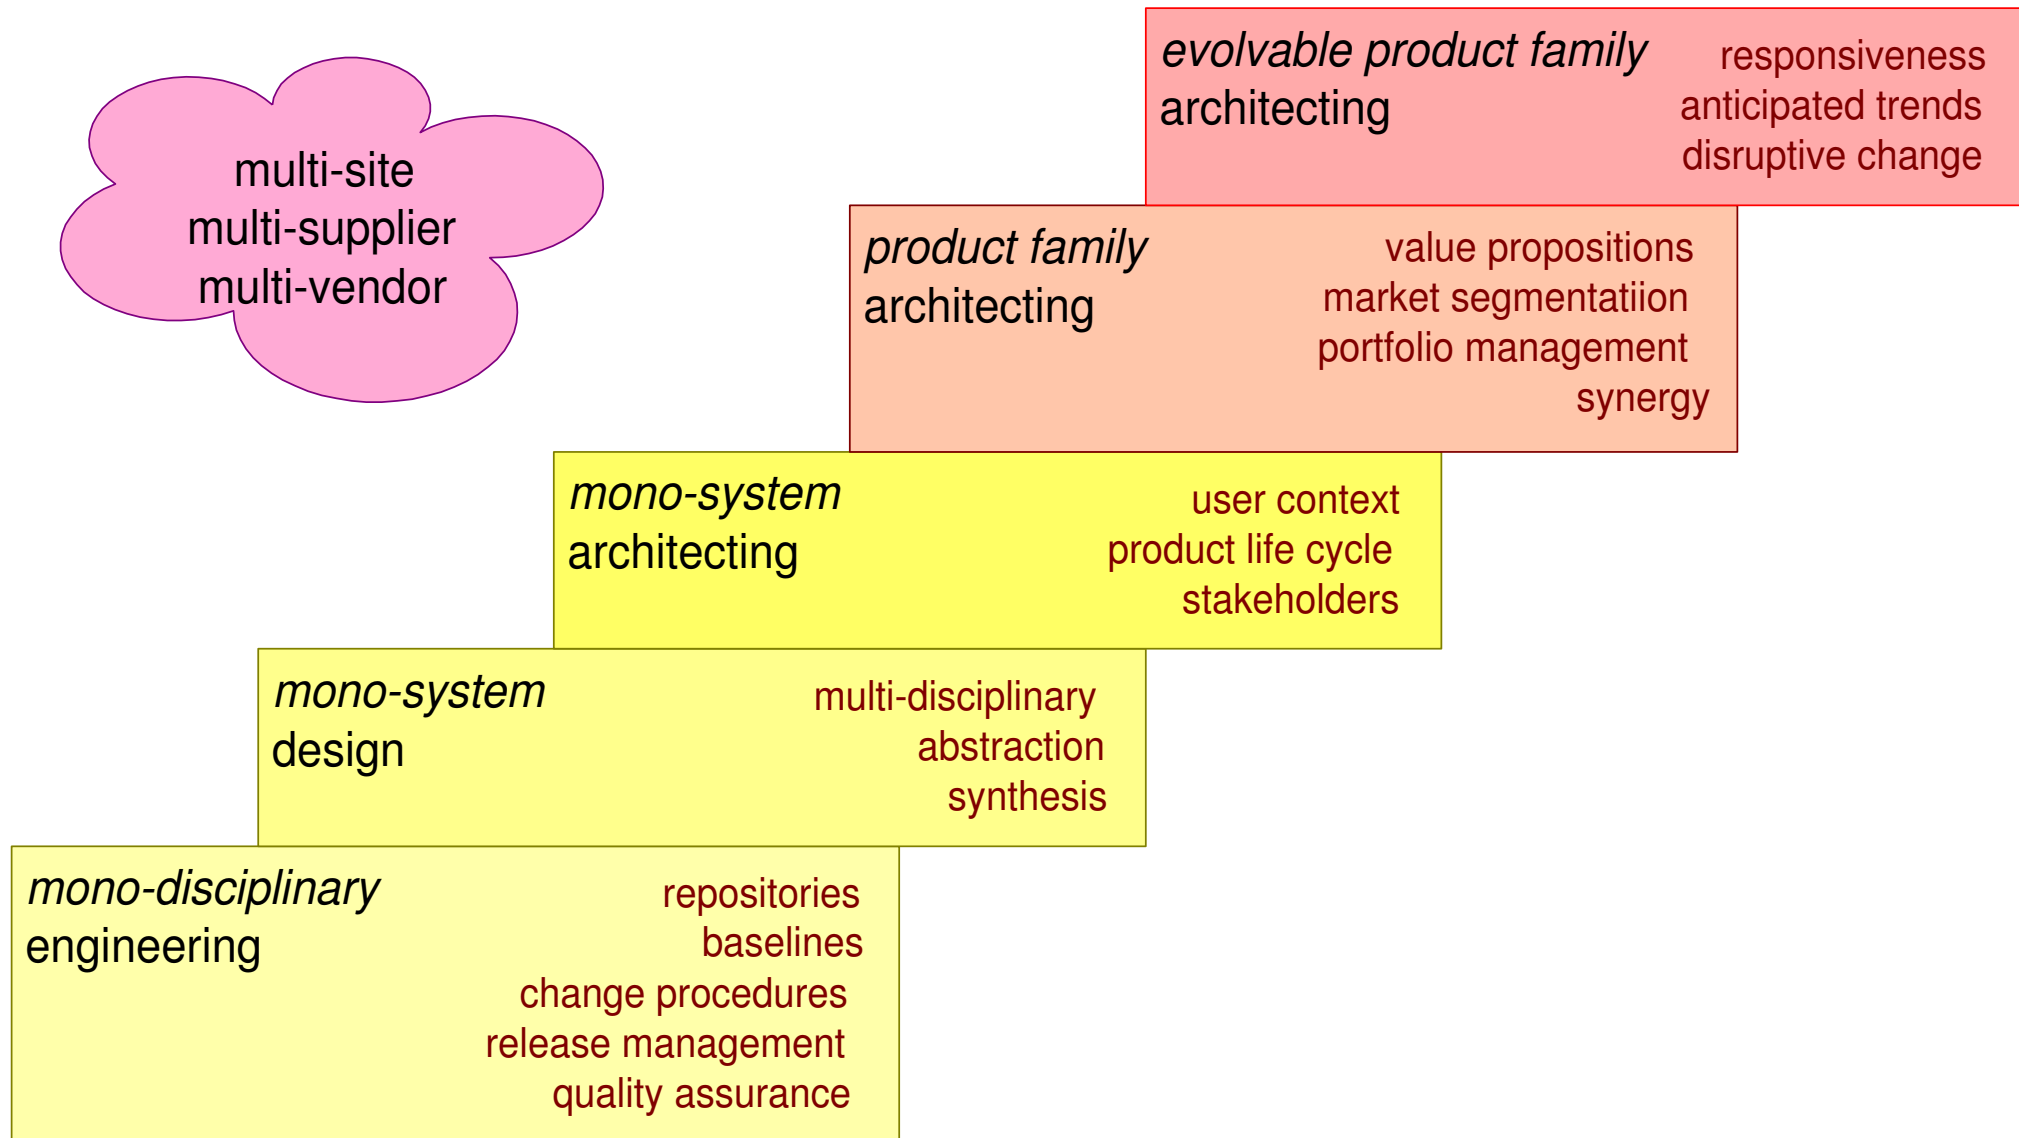 multi-site
multi-supplier
multi-vendor
evolvable product family
architecting
responsiveness
anticipated trends
disruptive change
product family
architecting
value propositions
market segmentatiion
portfolio management
synergy
mono-system
architecting
user context
product life cycle
stakeholders
mono-system
design
multi-disciplinary
abstraction
synthesis
mono-disciplinary
engineering
repositories
baselines
change procedures
release management
quality assurance